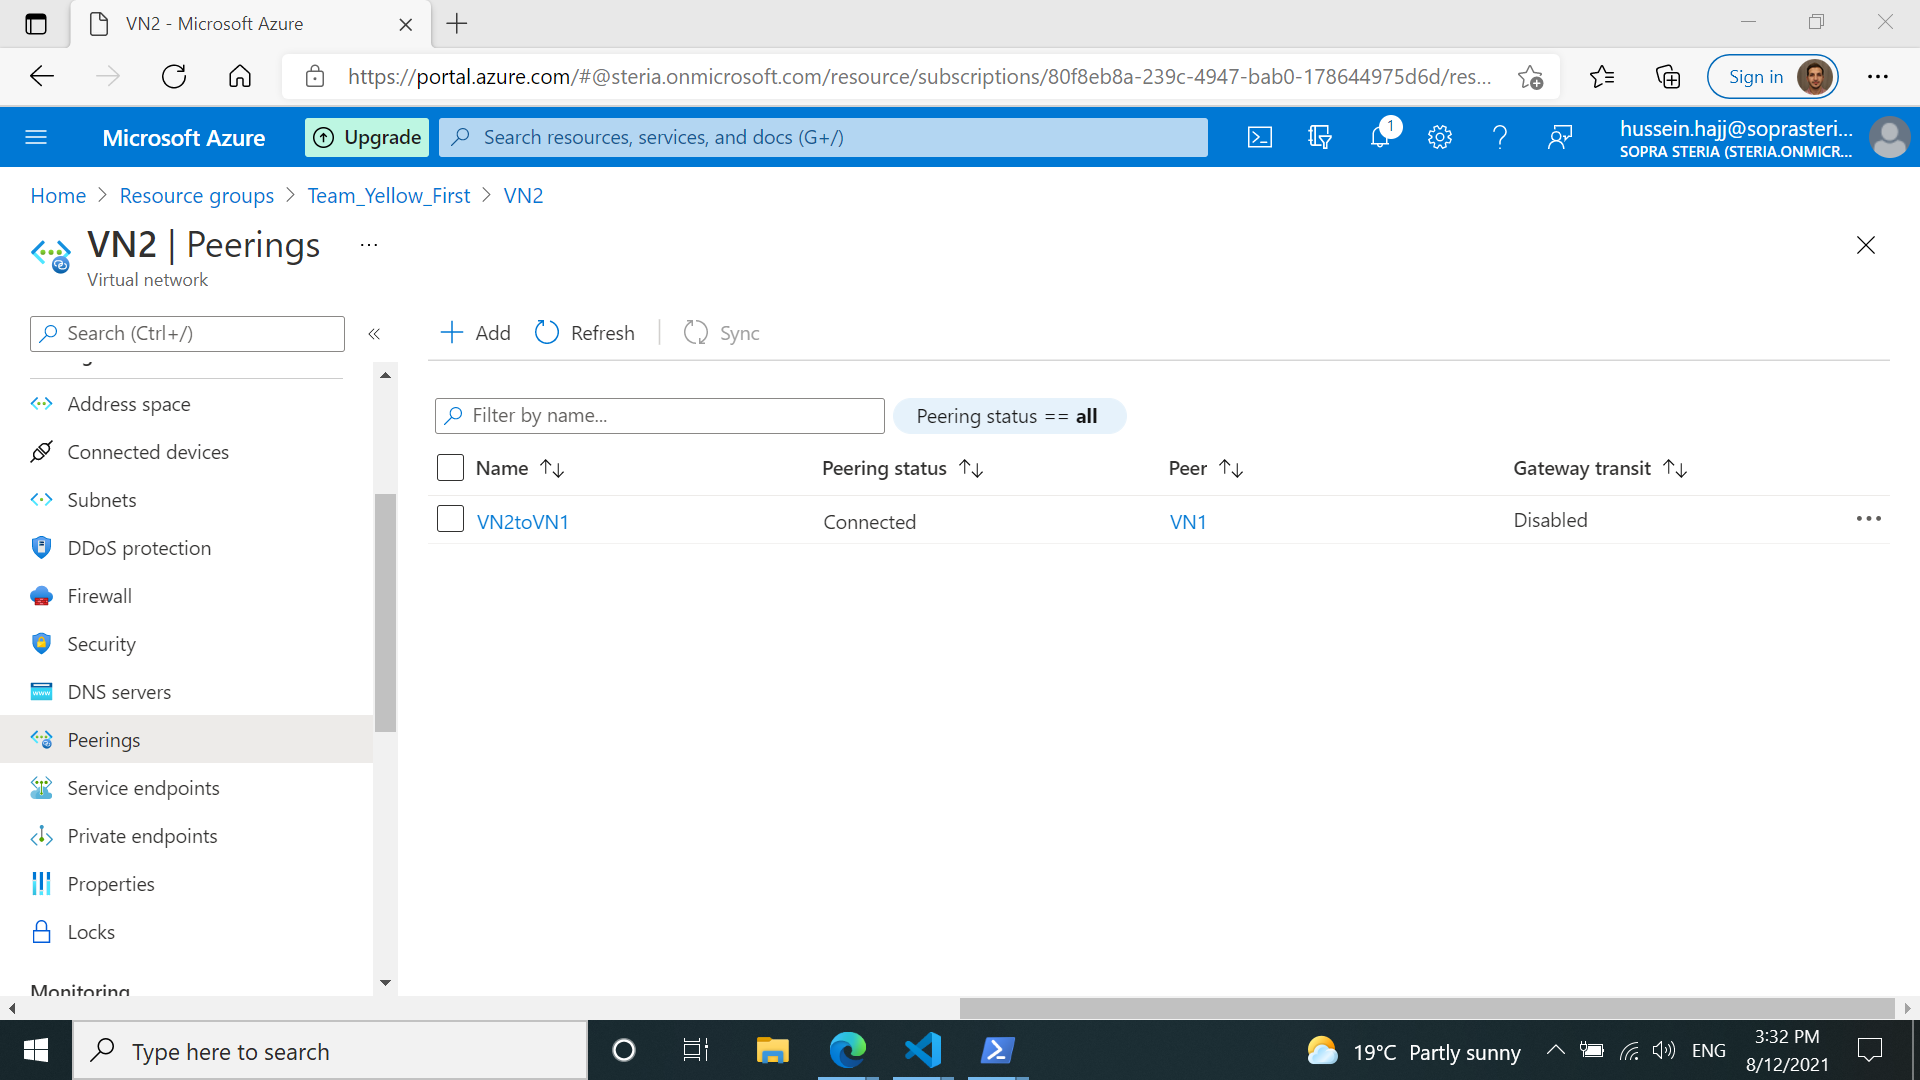 VN2 - Microsoft Azure
https://portal.azure.com/#@steria.onmicrosoft.com/resource/subscriptions/80f8eb8a-239c-4947-bab0-178644975d6d/res...
Sign in
Microsoft Azure
Upgrade
Search resources, services, and docs (G+/)
1
hussein.hajj@soprasteri...
SOPRA STERIA (STERIA.ONMICR...
Home > Resource groups > Team_Yellow_First > VN2
VN2 | Peerings ...
Virtual network
Search (Ctrl+/)
«
Add
Refresh
Sync
Address space
Connected devices
Subnets
DDoS protection
Firewall
Security
DNS servers
Peerings
Service endpoints
Private endpoints
Properties
Locks
Monitoring
Filter by name...
Peering status == all
Name Peering status Peer Gateway transit
VN2toVN1 Connected VN1 Disabled
Type here to search
19°C Partly sunny
ENG
3:32 PM
8/12/2021